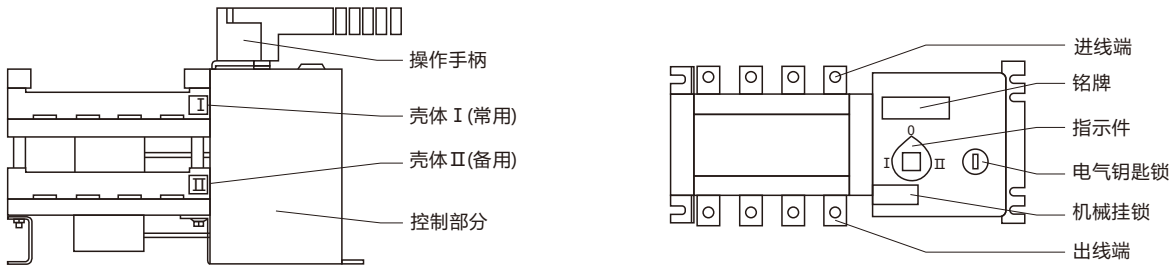 操作手柄
壳体 I (常用)
壳体 II (备用)
控制部分
I
II
进线端
铭牌
指示件
电气钥匙锁
机械挂锁
出线端
0
I
II